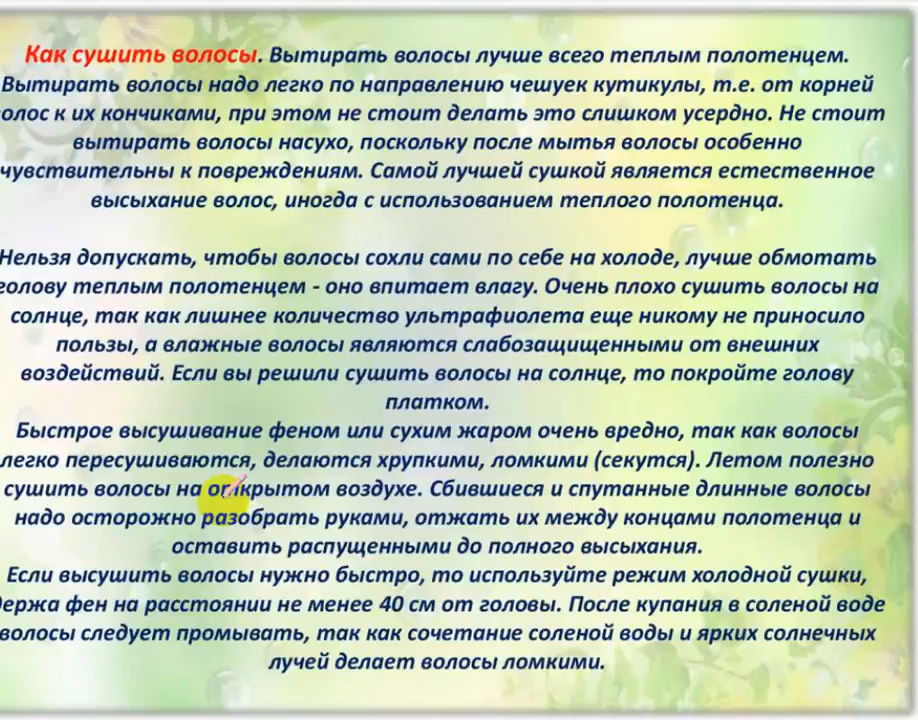 Как сушить волосы. Вытирать волосы лучше всего теплым полотенцем.
Вытирать волосы надо легко по направлению чешуек кутикулы, т.е. от корней
олос к их кончиками, при этом не стоит делать это слишком усердно. Не стоит
вытирать волосы насухо, поскольку после мытья волосы особенно
чувствительны к повреждениям. Самой лучшей сушкой является естественное
высыхание волос, иногда с использованием теплого полотенца.
Нельзя допускать, чтобы волосы сохли сами по себе на холоде, лучше обмотать
голову теплым полотенцем - оно впитает влагу. Очень плохо сушить волосы на
солнце, так как лишнее количество ультрафиолета еще никому не приносило
пользы, а влажные волосы являются слабозащищенными от внешних
воздействий. Если вы решили сушить волосы на солнце, то покройте голову
платком.
Быстрое высушивание феном или сухим жаром очень вредно, так как волосы
легко пересушиваются, делаются хрупкими, ломкими (секутся). Летом полезно
сушить волосы на открытом воздухе. Сбившиеся и спутанные длинные волосы
надо осторожно разобрать руками, отжать их между концами полотенца и
оставить распущенными до полного высыхания.
Если высушить волосы нужно быстро, то используйте режим холодной сушки,
держа фен на расстоянии не менее 40 см от головы. После купания в соленой воде
волосы следует промывать, так как сочетание соленой воды и ярких солнечных
лучей делает волосы ломкими.